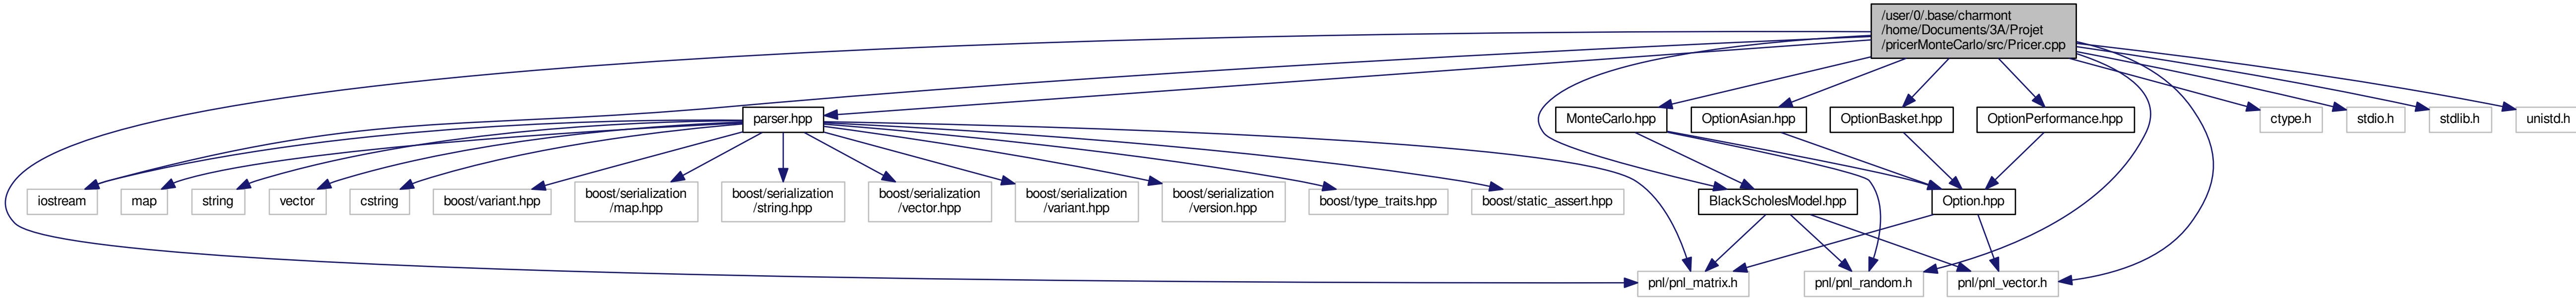 /user/0/.base/charmont
/home/Documents/3A/Projet
/pricerMonteCarlo/src/Pricer.cpp
parser.hpp
MonteCarlo.hpp
OptionAsian.hpp
OptionBasket.hpp
OptionPerformance.hpp
ctype.h
stdio.h
stdlib.h
unistd.h
iostream
map
string
vector
cstring
boost/variant.hpp
boost/serialization
/map.hpp
boost/serialization
/string.hpp
boost/serialization
/vector.hpp
boost/serialization
/variant.hpp
boost/serialization
/version.hpp
boost/type_traits.hpp
boost/static_assert.hpp
BlackScholesModel.hpp
Option.hpp
pnl/pnl_matrix.h
pnl/pnl_random.h
pnl/pnl_vector.h